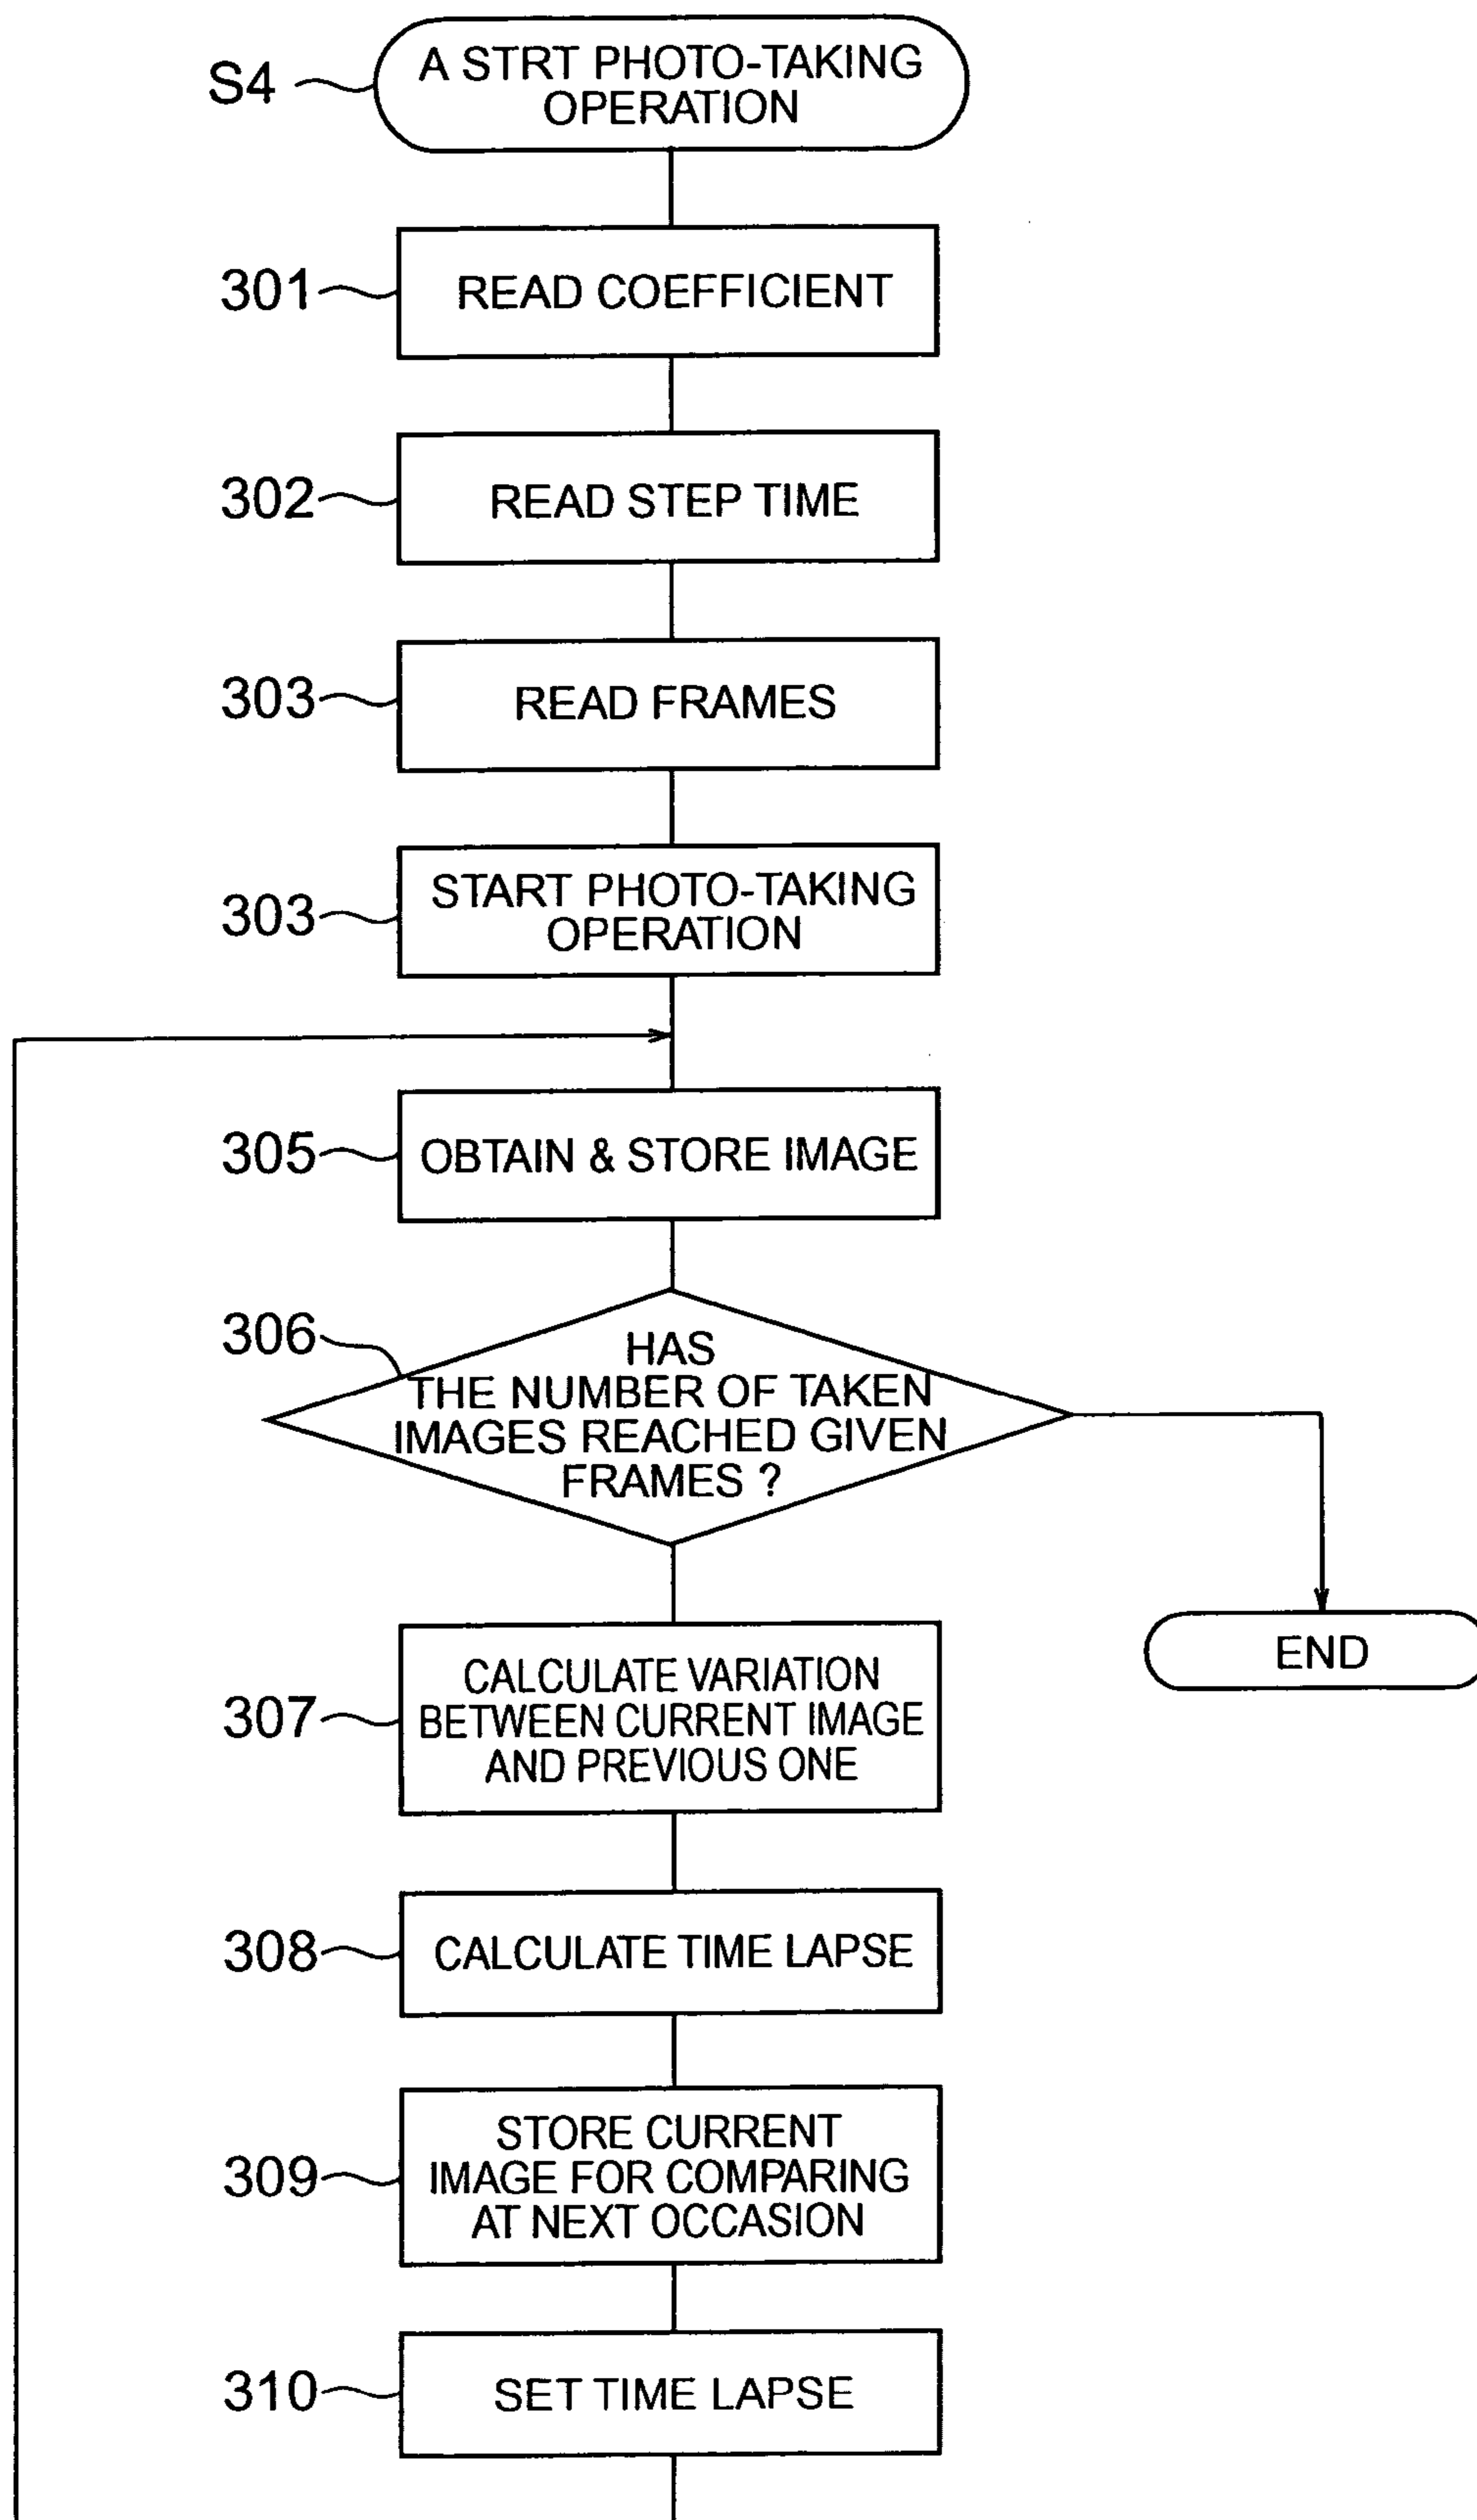 S4
A STRT PHOTO-TAKING
OPERATION
301
READ COEFFICIENT
302
READ STEP TIME
303
READ FRAMES
303
START PHOTO-TAKING
OPERATION
305
OBTAIN & STORE IMAGE
306
HAS
THE NUMBER OF TAKEN
IMAGES REACHED GIVEN
FRAMES ?
END
307
CALCULATE VARIATION
BETWEEN CURRENT IMAGE
AND PREVIOUS ONE
308
CALCULATE TIME LAPSE
309
STORE CURRENT
IMAGE FOR COMPARING
AT NEXT OCCASION
310
SET TIME LAPSE